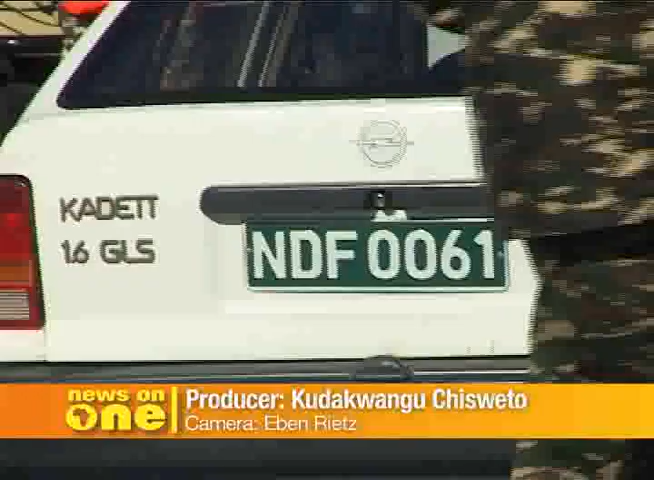 KADETT
1.6 GLS
NDF 0061
news on
one
Producer: Kudakwangu Chisweto
Camera: Eben Rietz